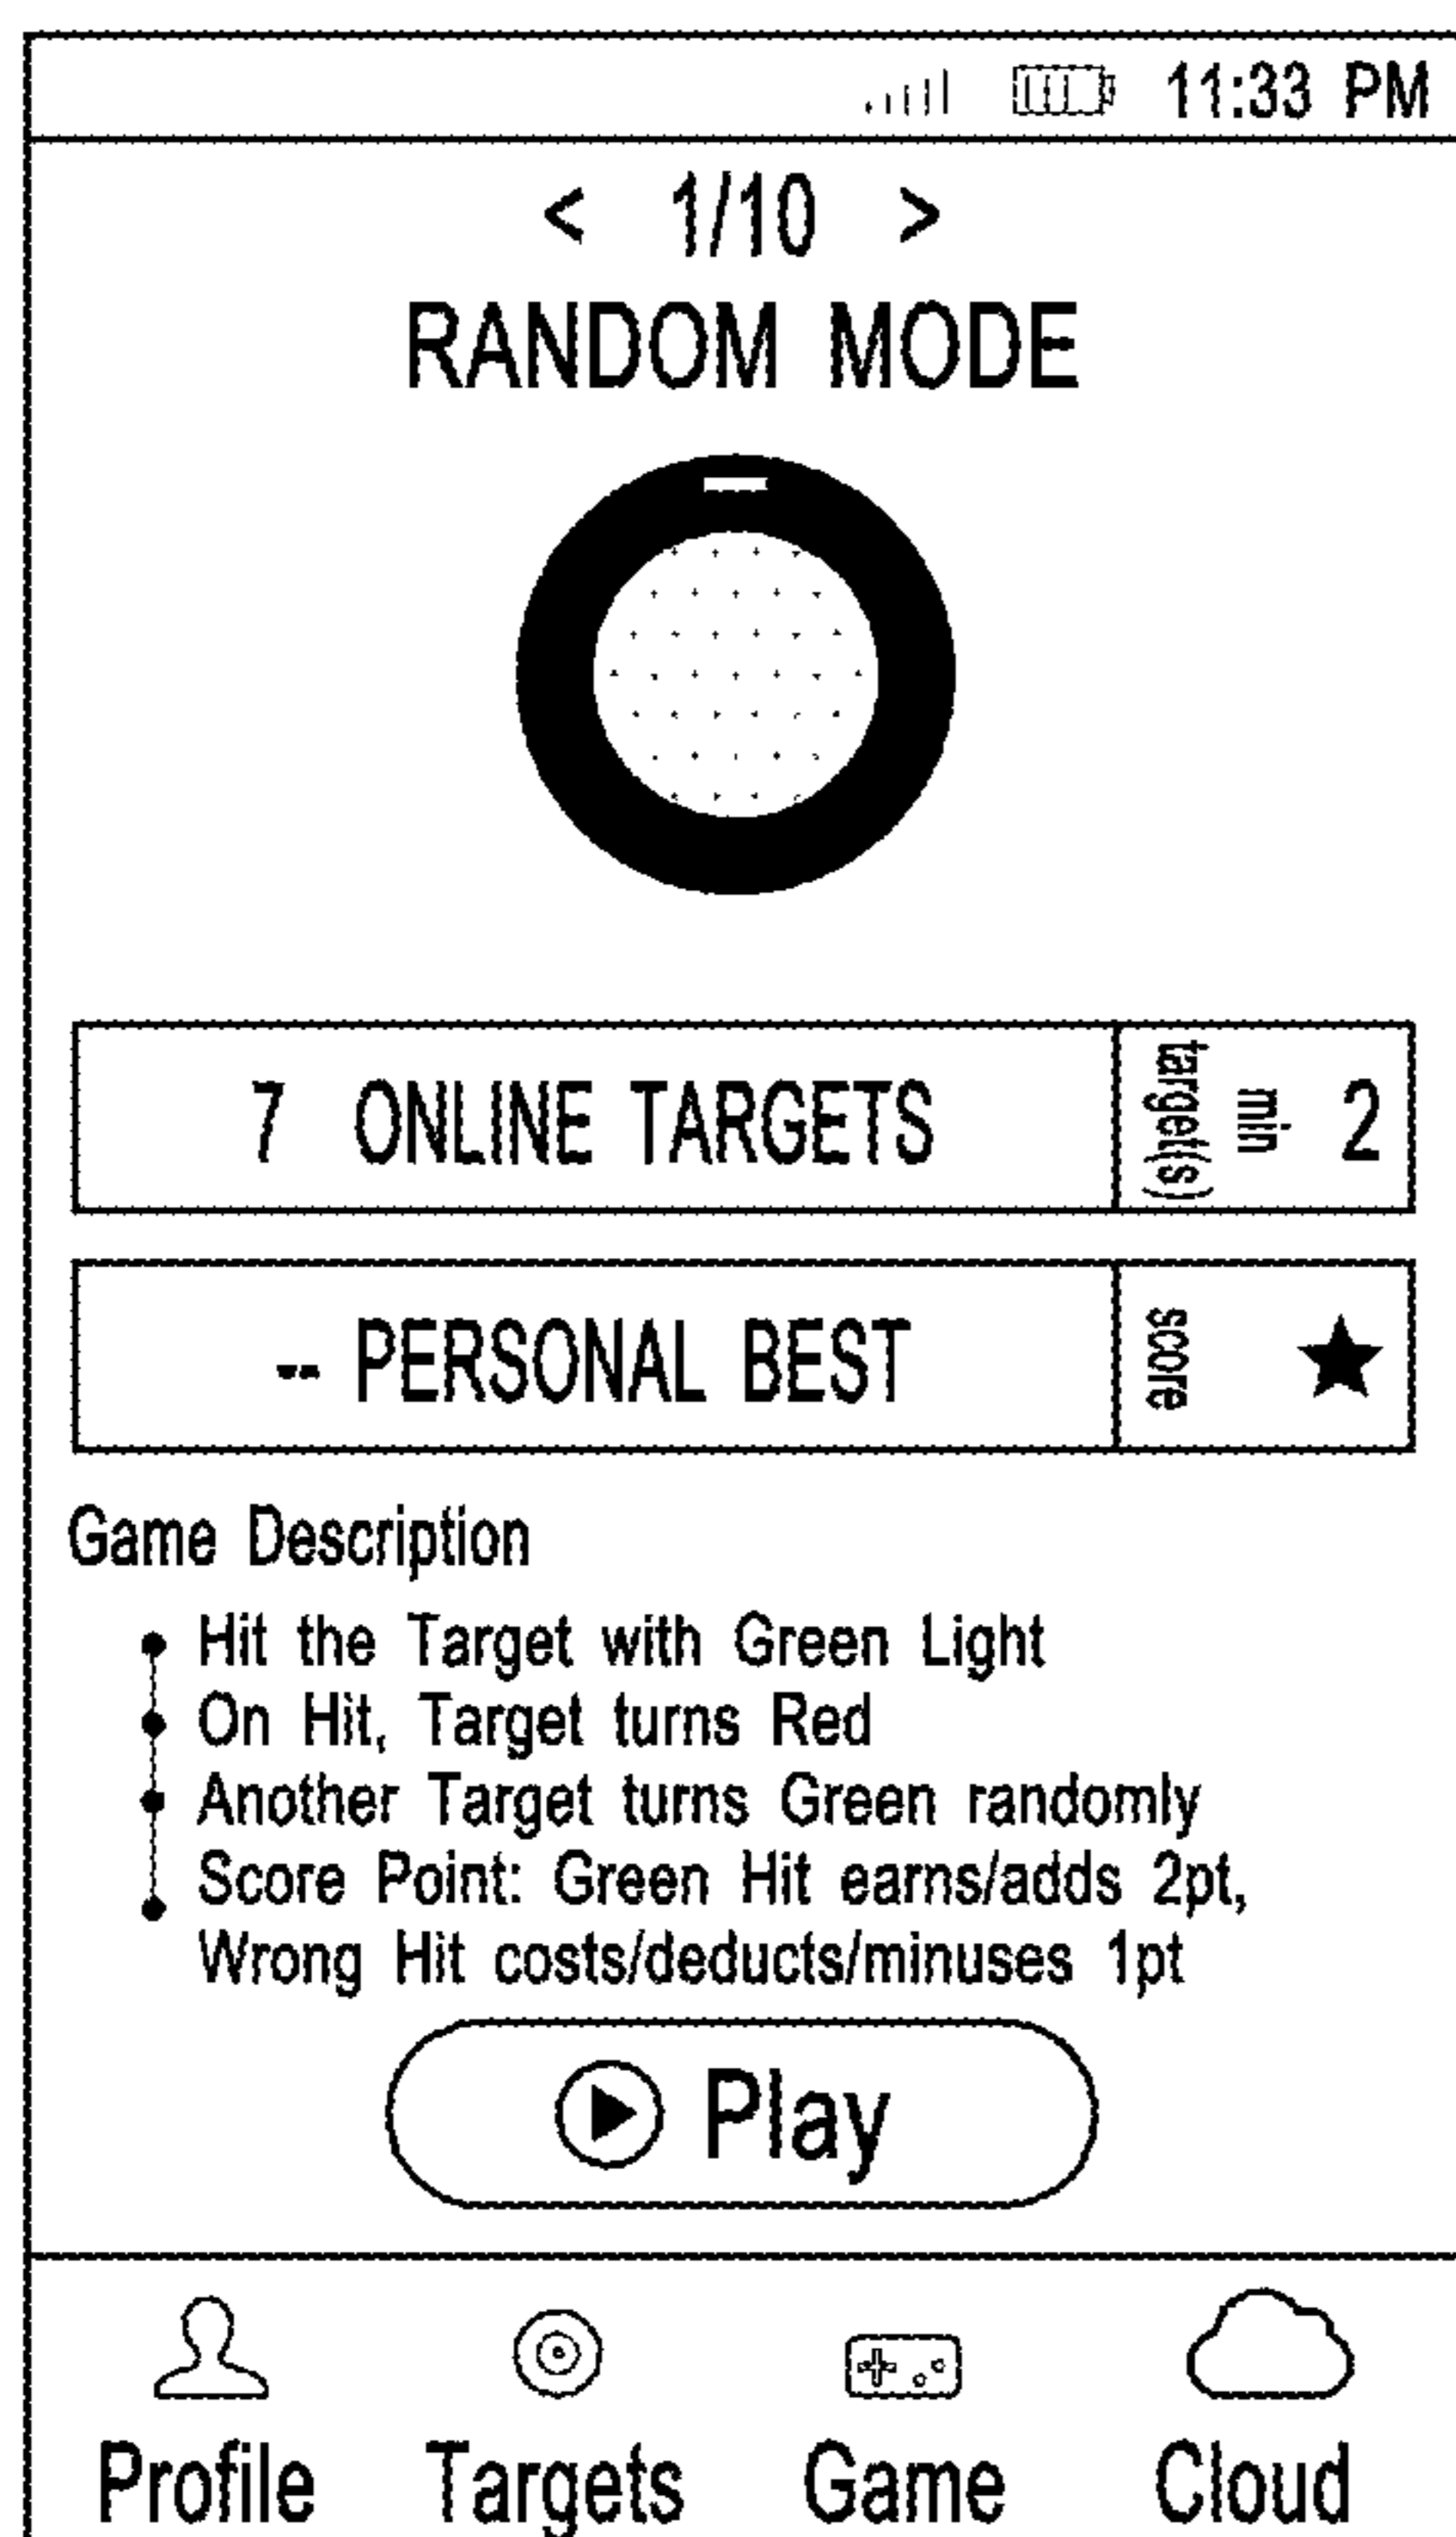 11:33 PM
< 1/10 >
RANDOM MODE
7 ONLINE TARGETS
target(s)
min
2
-- PERSONAL BEST
score
Game Description
Hit the Target with Green Light
On Hit, Target turns Red
Another Target turns Green randomly
Score Point: Green Hit earns/adds 2pt,
Wrong Hit costs/deducts/minuses 1pt
Play
Profile Targets Game Cloud